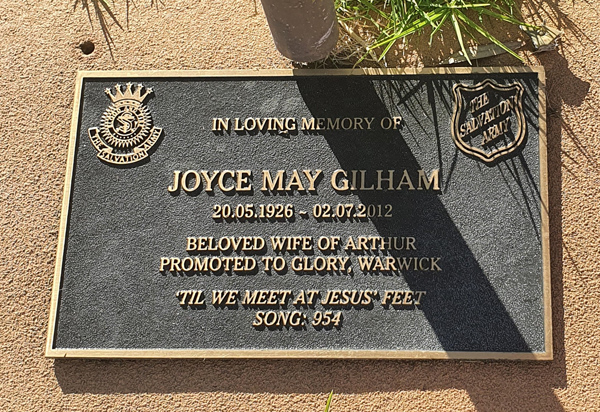 IN LOVING MEMORY OF
THE SALVATION ARMY
THE
SALVATION
ARMY
JOYCE MAY GILHAM
20.05.1926 ~ 02.07.2012
BELOVED WIFE OF ARTHUR
PROMOTED TO GLORY, WARWICK
'TIL WE MEET AT JESUS' FEET
SONG: 954